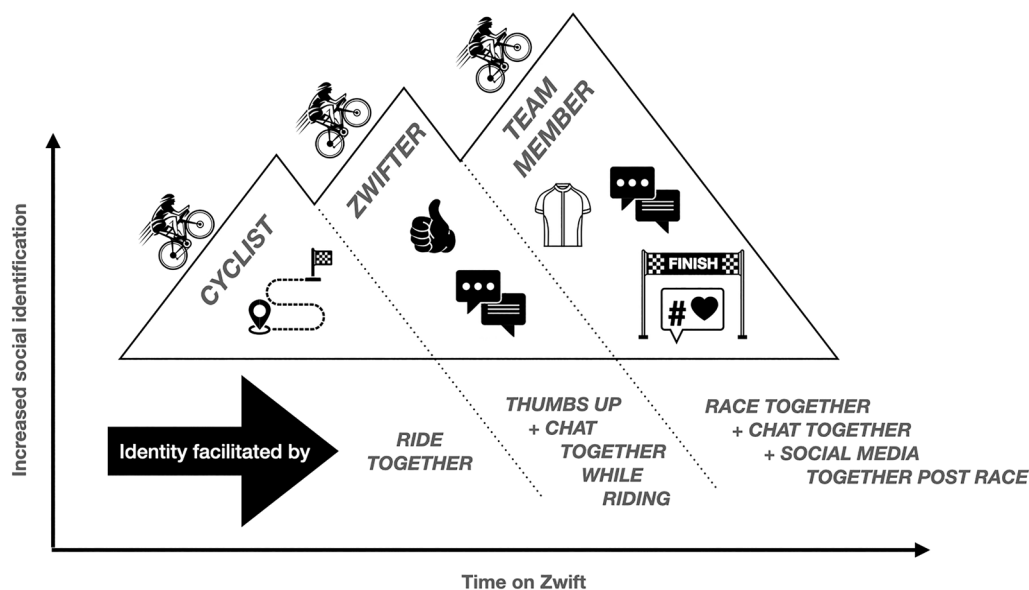 TEAM
MEMBER
ZWIFTER
CYCLIST
FINISH
#
Increased social identification
Identity facilitated by
RIDE
TOGETHER
THUMBS UP
+ CHAT
TOGETHER
WHILE
RIDING
RACE TOGETHER
+ CHAT TOGETHER
+ SOCIAL MEDIA
TOGETHER POST RACE
Time on Zwift